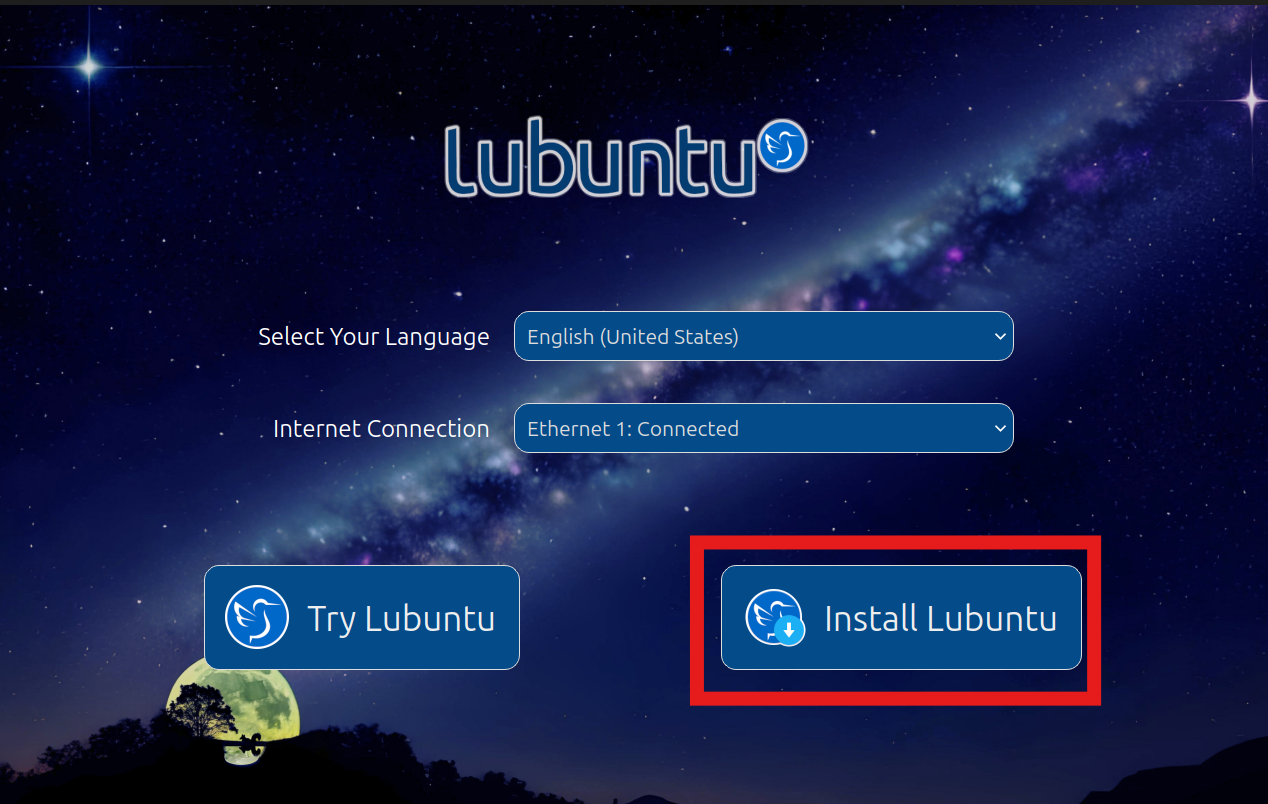 lubuntu
Select Your Language
English (United States)
Internet Connection
Ethernet 1: Connected
Try Lubuntu
Install Lubuntu